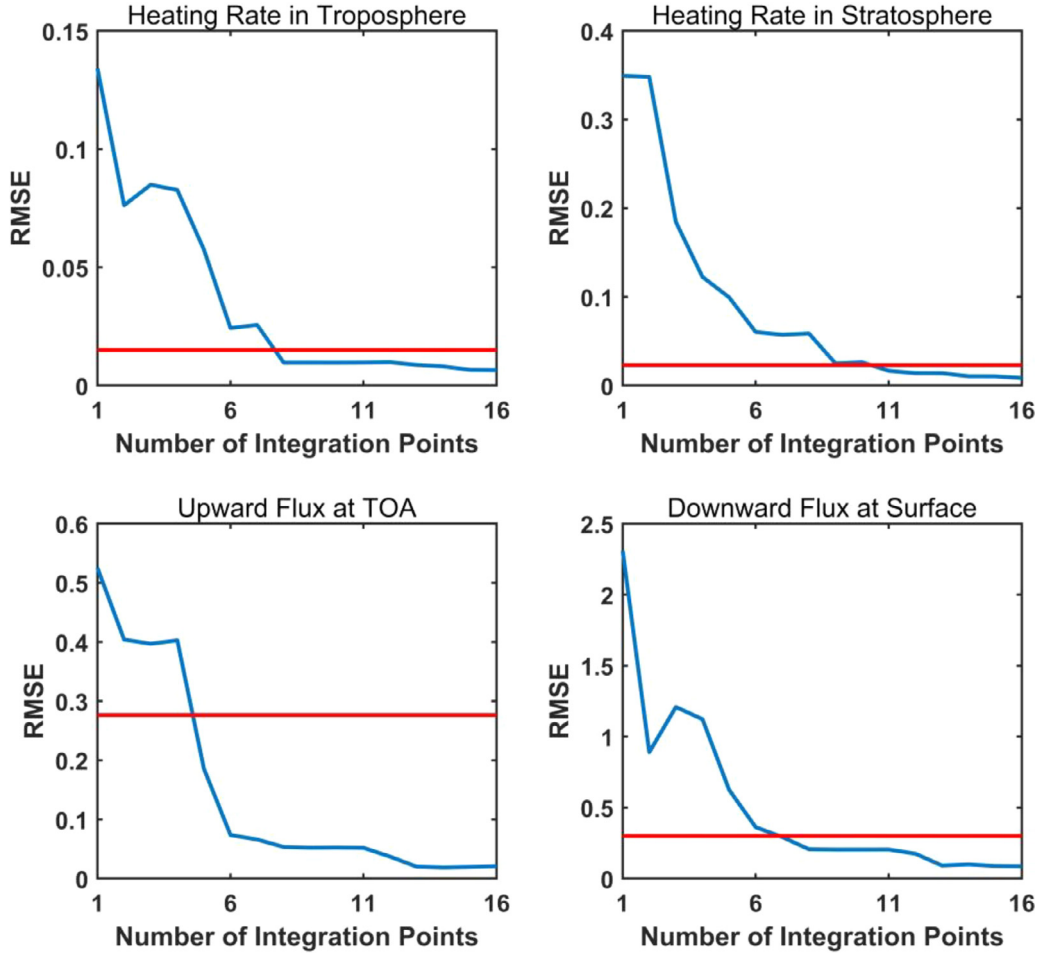 Heating Rate in Troposphere
0.15
0.1
0.05
0
RMSE
1 6 11 16
Number of Integration Points
Heating Rate in Stratosphere
0.4
0.3
0.2
0.1
0
RMSE
1 6 11 16
Number of Integration Points
Upward Flux at TOA
0.6
0.5
0.4
0.3
0.2
0.1
0
RMSE
1 6 11 16
Number of Integration Points
Downward Flux at Surface
2.5
2
1.5
1
0.5
0
RMSE
1 6 11 16
Number of Integration Points